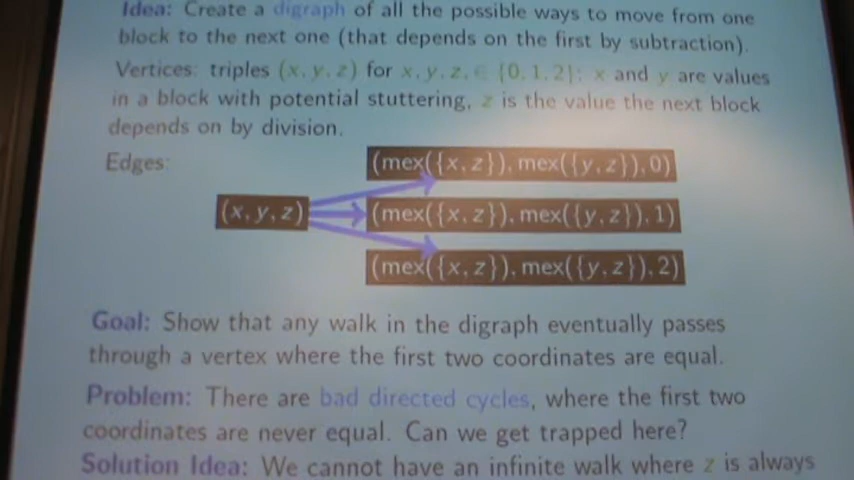 Idea: Create a digraph of all the possible ways to move from one
block to the next one (that depends on the first by subtraction).
Vertices: triples (x, y, z) for x, y, z, ∈ {0, 1, 2}; x and y are values
in a block with potential stuttering, z is the value the next block
depends on by division.
Edges:
(mex({x, z}), mex({y, z}), 0)
(x, y, z)
(mex({x, z}), mex({y, z}), 1)
(mex({x, z}), mex({y, z}), 2)
Goal: Show that any walk in the digraph eventually passes
through a vertex where the first two coordinates are equal.
Problem: There are bad directed cycles, where the first two
coordinates are never equal. Can we get trapped here?
Solution Idea: We cannot have an infinite walk where z is always